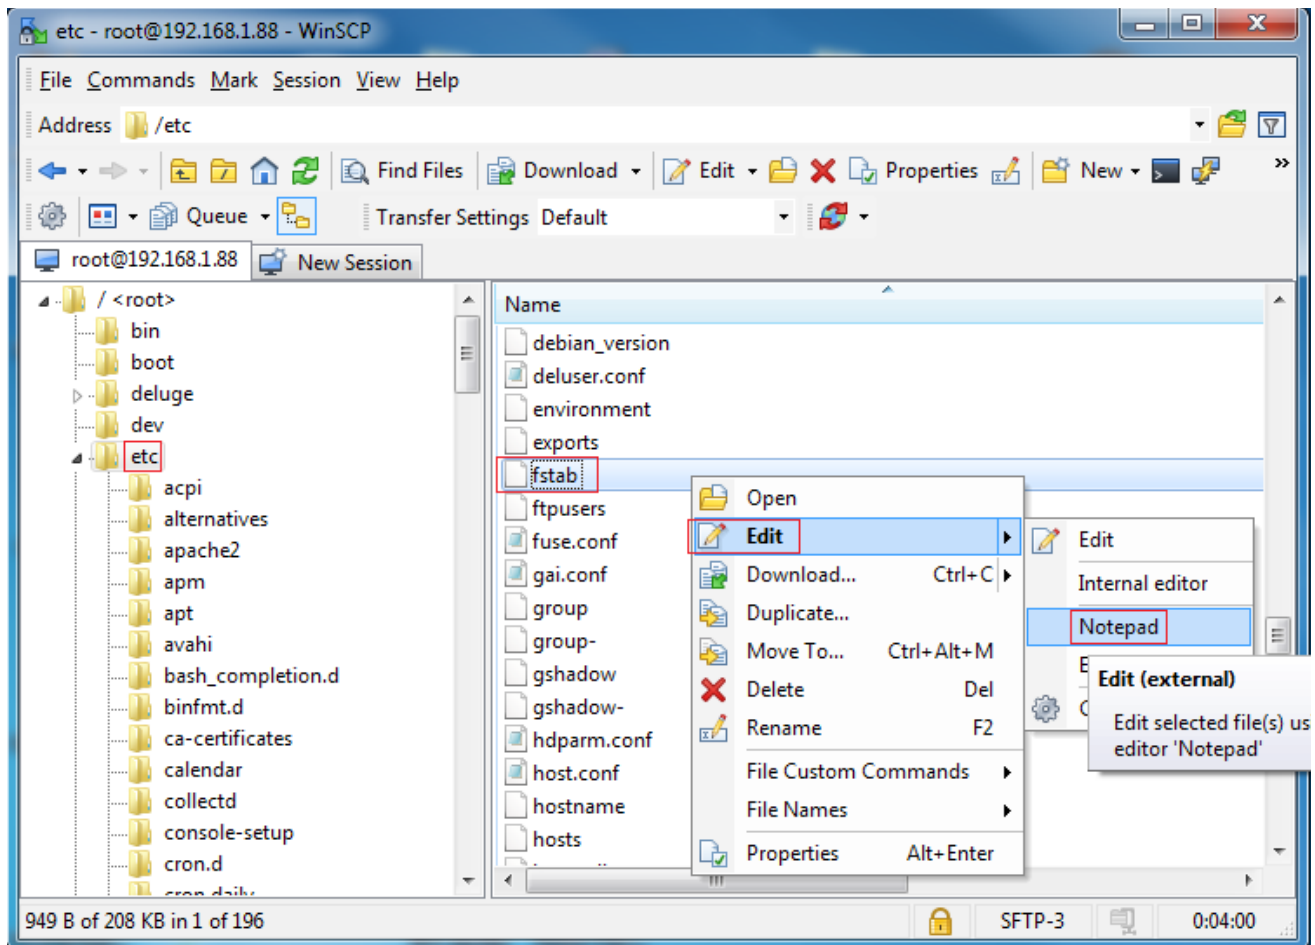 etc - root@192.168.1.88 - WinSCP
File Commands Mark Session View Help
Address /etc
Find Files Download Edit Properties New »
Queue Transfer Settings Default
root@192.168.1.88 New Session
/ <root>
bin
boot
deluge
dev
etc
acpi
alternatives
apache2
apm
apt
avahi
bash_completion.d
binfmt.d
ca-certificates
calendar
collectd
console-setup
cron.d
cron.daily
Name
debian_version
deluser.conf
environment
exports
fstab
ftpusers
fuse.conf
gai.conf
group
group-
gshadow
gshadow-
hdparm.conf
host.conf
hostname
hosts
Open
Edit
Download... Ctrl+C
Duplicate...
Move To... Ctrl+Alt+M
Delete Del
Rename F2
File Custom Commands
File Names
Properties Alt+Enter
Edit
Internal editor
Notepad
Edit (external)
Edit selected file(s) us
editor 'Notepad'
949 B of 208 KB in 1 of 196 SFTP-3 0:04:00